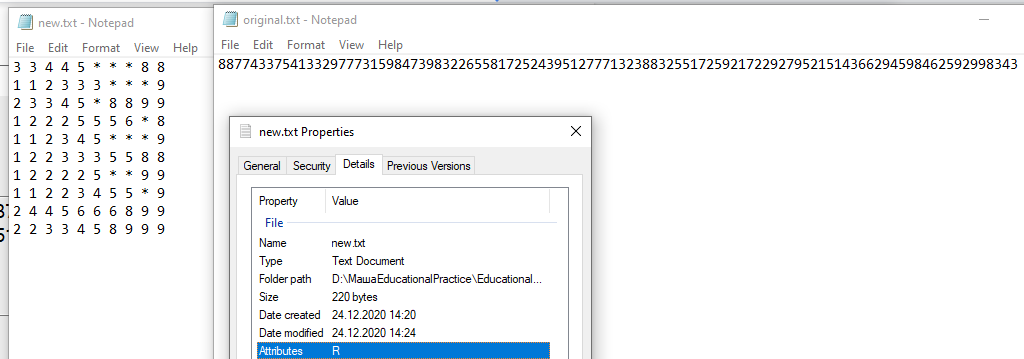 new.txt - Notepad
File Edit Format View Help
3 3 4 4 5 * * * 8 8
1 1 2 3 3 3 * * * 9
2 3 3 4 5 * 8 8 9 9
1 2 2 2 5 5 5 6 * 8
1 1 2 3 4 5 * * * 9
1 2 2 3 3 3 5 5 8 8
1 2 2 2 2 5 * * 9 9
1 1 2 2 3 4 5 5 * 9
2 4 4 5 6 6 6 8 9 9
2 2 3 3 4 5 8 9 9 9
original.txt - Notepad
File Edit Format View Help
8877433754133297773159847398322655817252439512777132388325517259217229279521514366294598462592998343
new.txt Properties
General Security Details Previous Versions
Property Value
File
Name new.txt
Type Text Document
Folder path D:\МашаEducationalPractice\Educational...
Size 220 bytes
Date created 24.12.2020 14:20
Date modified 24.12.2020 14:24
Attributes R